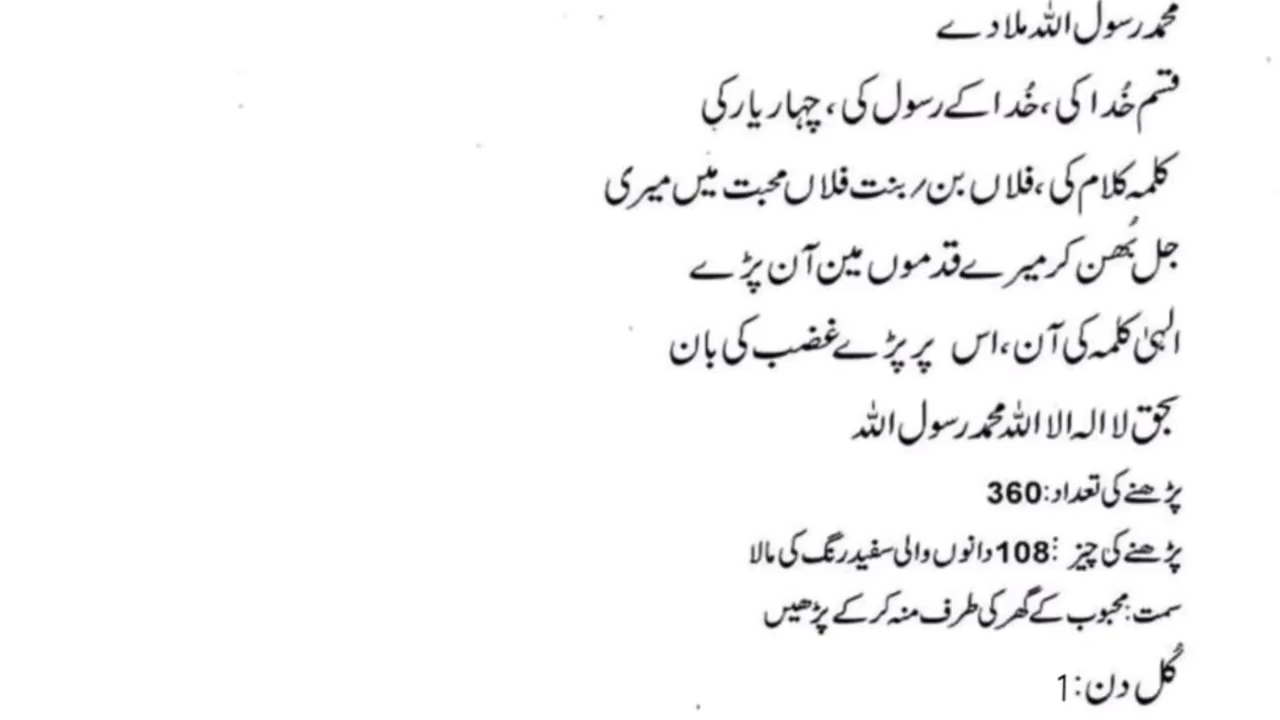 محمد رسول اللہ ملا دے
قسم خُدا کی، خُدا کے رسول کی، چہار یار کی
کلمہ کلام کی، فلاں بن / بنت فلاں محبت میں میری
جل بُھن کر میرے قدموں مین آن پڑے
الہیٰ کلمہ کی آن، اس پر پڑے غضب کی بان
بحق لا الہ الا اللہ محمد رسول اللہ
پڑھنے کی تعداد: 360
پڑھنے کی چیز : 108 دانوں والی سفید رنگ کی مالا
سمت: محبوب کے گھر کی طرف منہ کر کے پڑھیں
کُل دن: 1